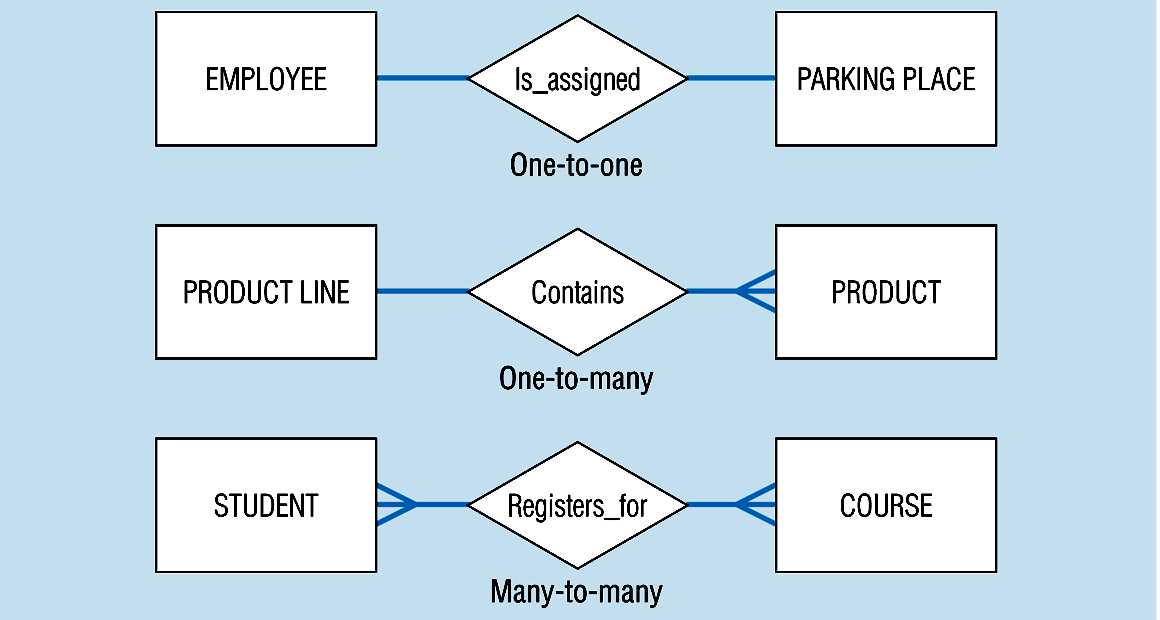 EMPLOYEE Is_assigned PARKING PLACE
One-to-one
PRODUCT LINE Contains PRODUCT
One-to-many
STUDENT Registers_for COURSE
Many-to-many